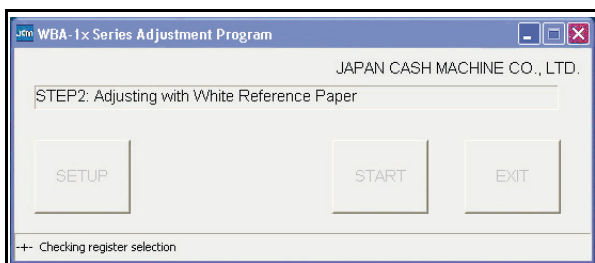 JCM WBA-1x Series Adjustment Program
JAPAN CASH MACHINE CO., LTD.
STEP2: Adjusting with White Reference Paper
SETUP START EXIT
-+- Checking register selection